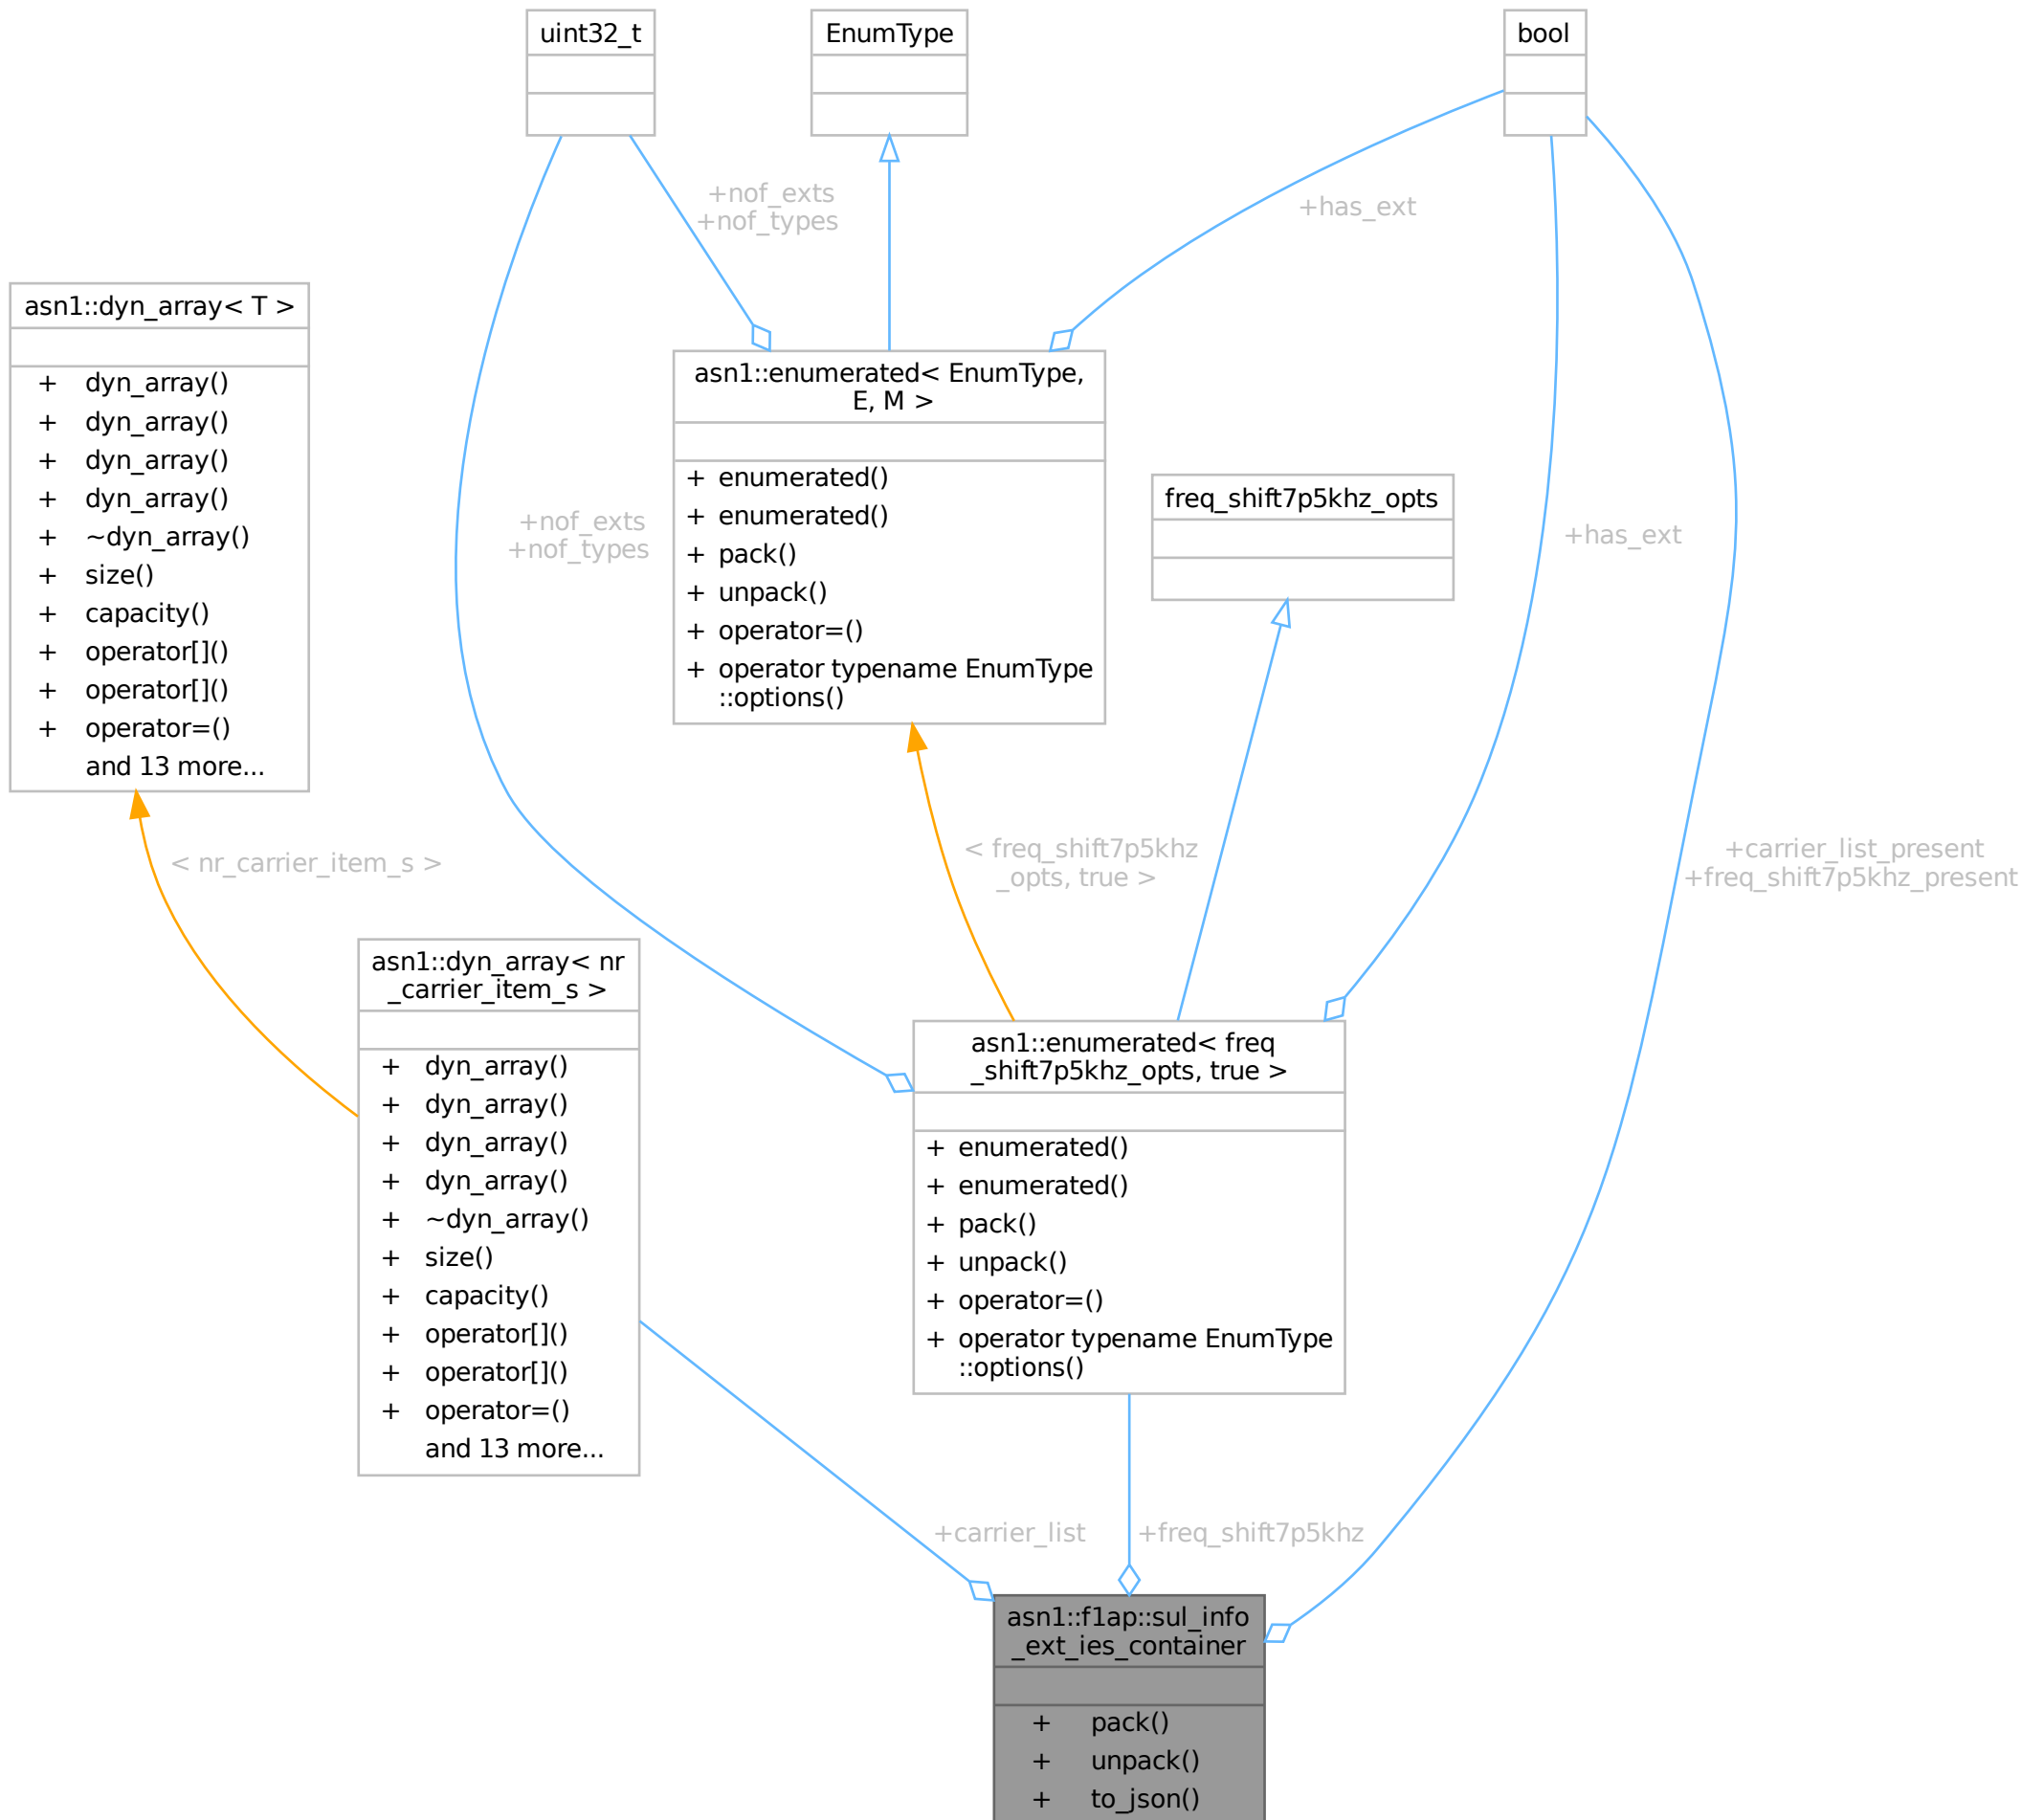 uint32_t
EnumType
bool
+nof_exts
+nof_types
+has_ext
asn1::dyn_array< T >
+ dyn_array()
+ dyn_array()
+ dyn_array()
+ dyn_array()
+ ~dyn_array()
+ size()
+ capacity()
+ operator[]()
+ operator[]()
+ operator=()
and 13 more...
asn1::enumerated< EnumType,
E, M >
+ enumerated()
+ enumerated()
+ pack()
+ unpack()
+ operator=()
+ operator typename EnumType
::options()
freq_shift7p5khz_opts
+nof_exts
+nof_types
+has_ext
< nr_carrier_item_s >
< freq_shift7p5khz
_opts, true >
+carrier_list_present
+freq_shift7p5khz_present
asn1::dyn_array< nr
_carrier_item_s >
+ dyn_array()
+ dyn_array()
+ dyn_array()
+ dyn_array()
+ ~dyn_array()
+ size()
+ capacity()
+ operator[]()
+ operator[]()
+ operator=()
and 13 more...
asn1::enumerated< freq
_shift7p5khz_opts, true >
+ enumerated()
+ enumerated()
+ pack()
+ unpack()
+ operator=()
+ operator typename EnumType
::options()
+carrier_list
+freq_shift7p5khz
asn1::f1ap::sul_info
_ext_ies_container
+ pack()
+ unpack()
+ to_json()